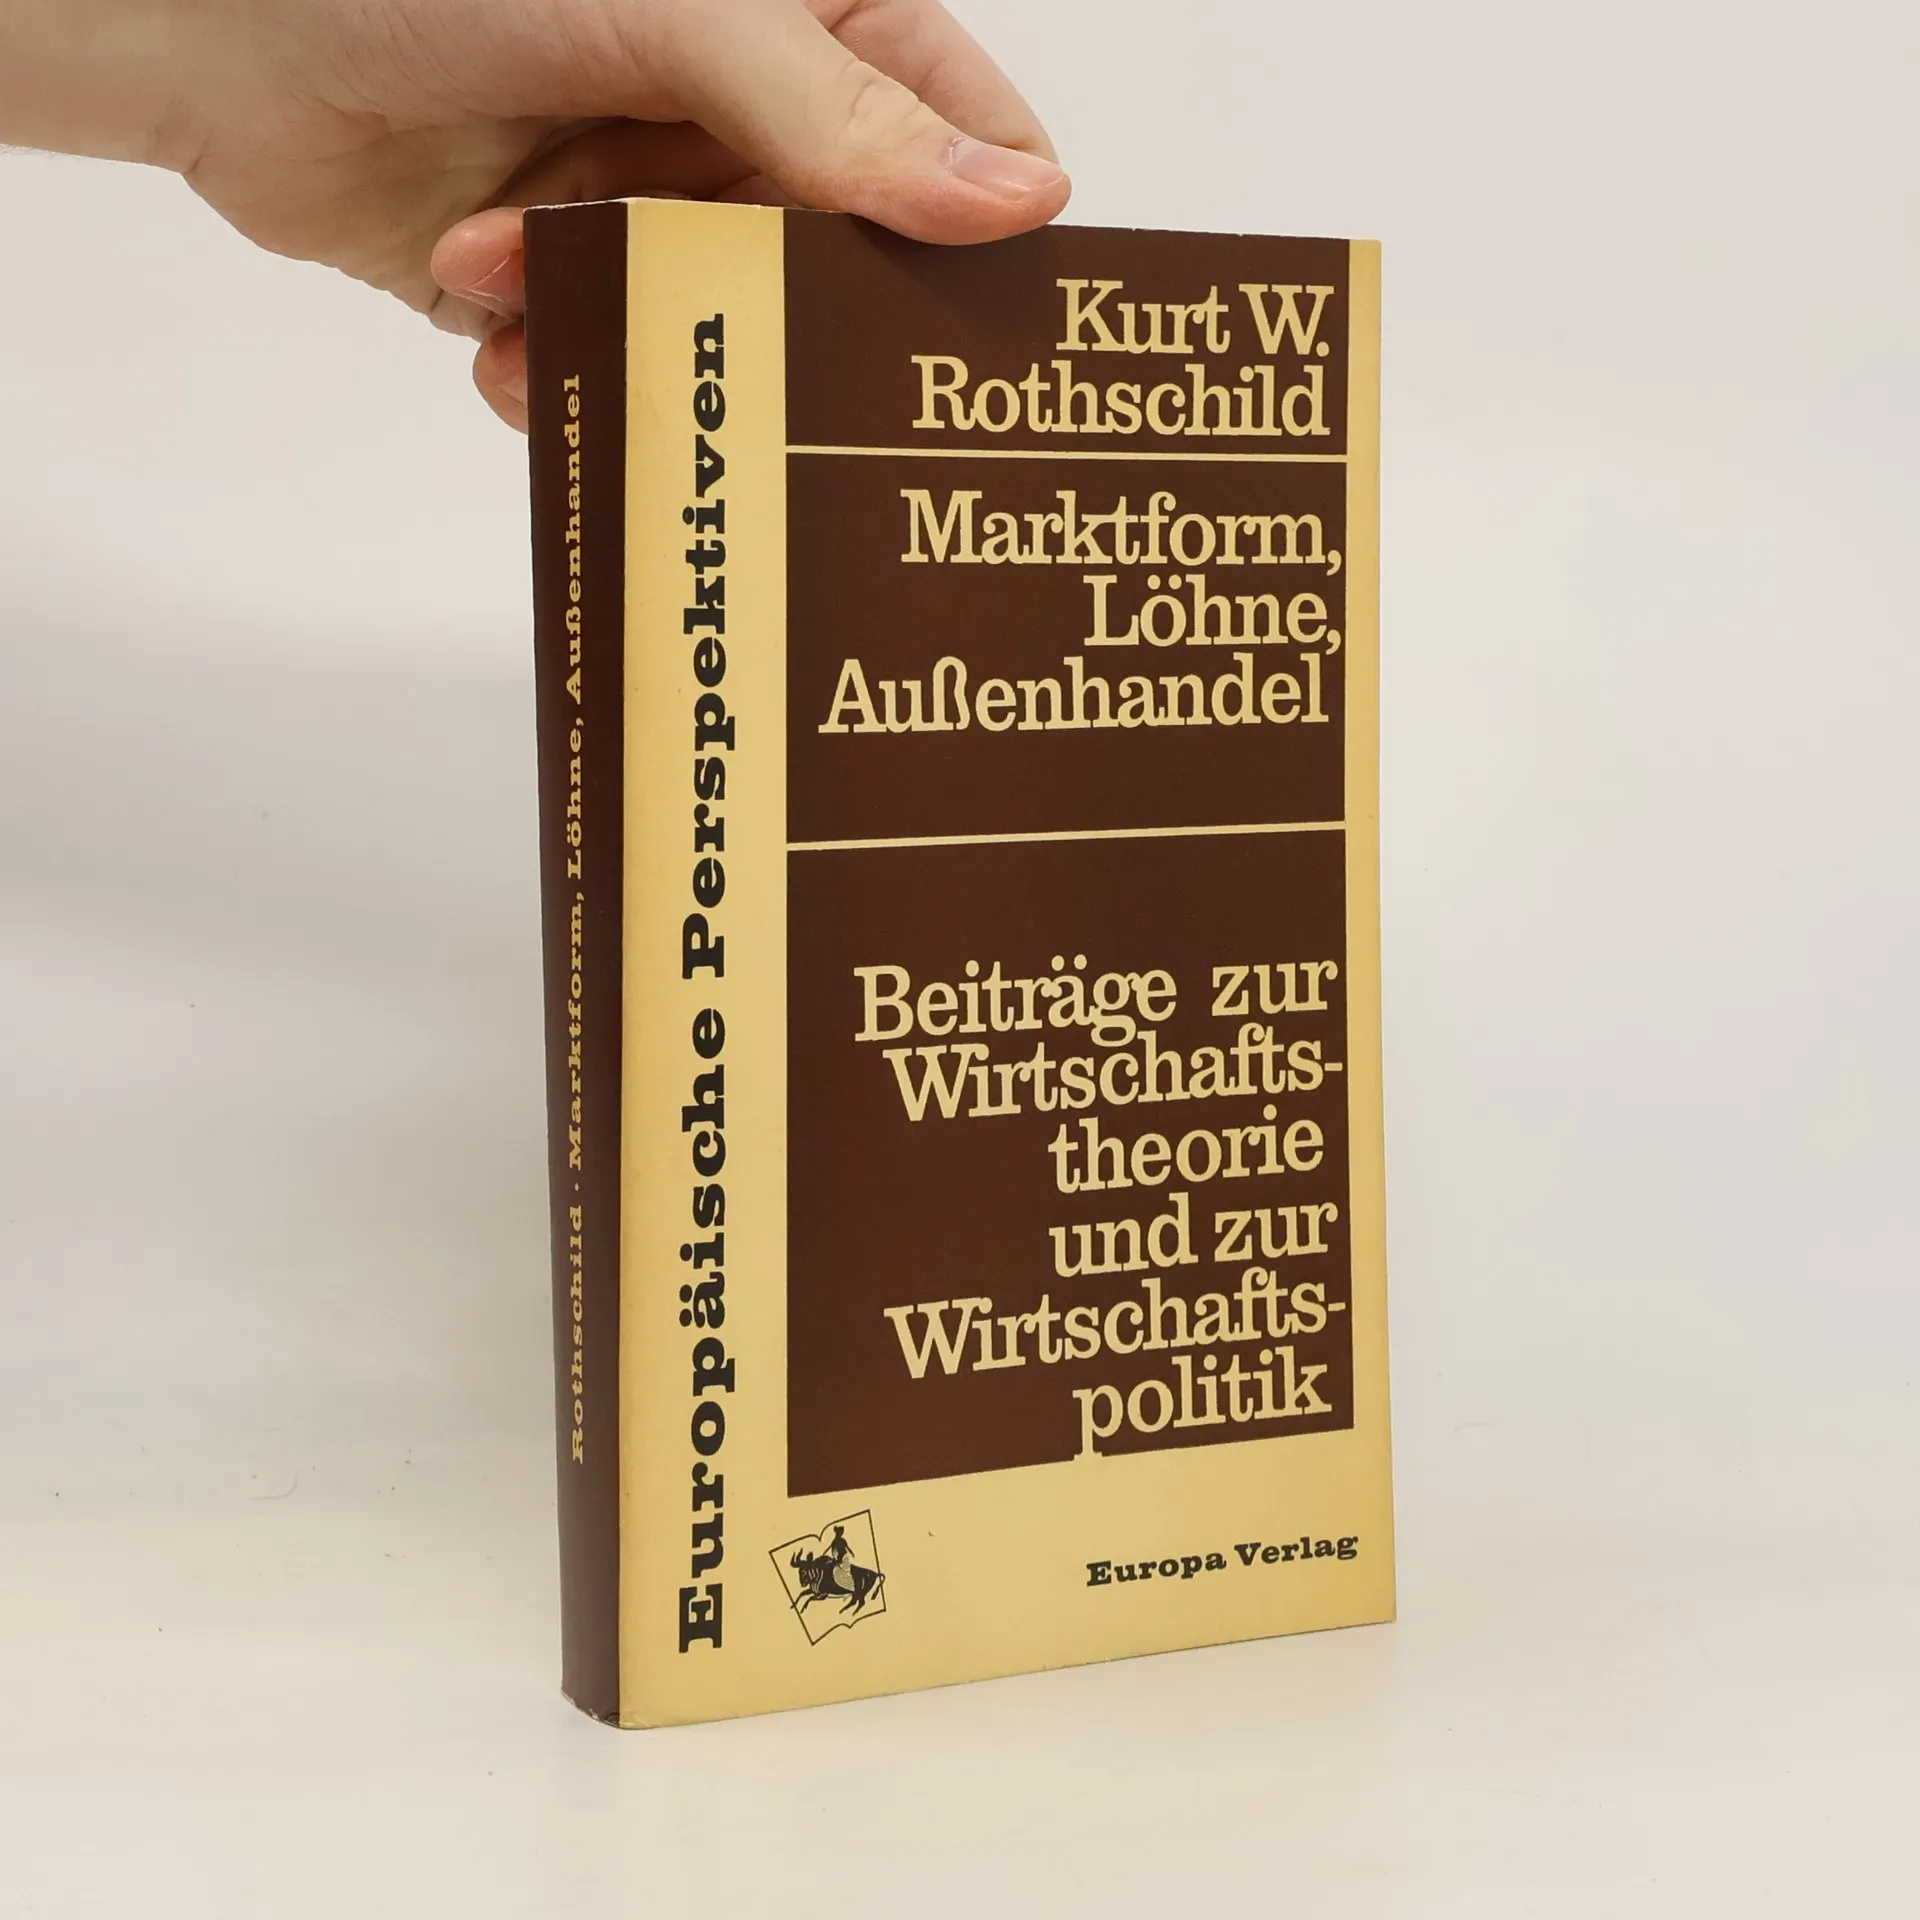 Rothschild · Marktform, Löhne, Außenhandel
Europäische Perspektiven
Kurt W.
Rothschild
Marktform,
Löhne,
Außenhandel
Beiträge zur
Wirtschafts-
theorie
und zur
Wirtschafts-
politik
Europa Verlag